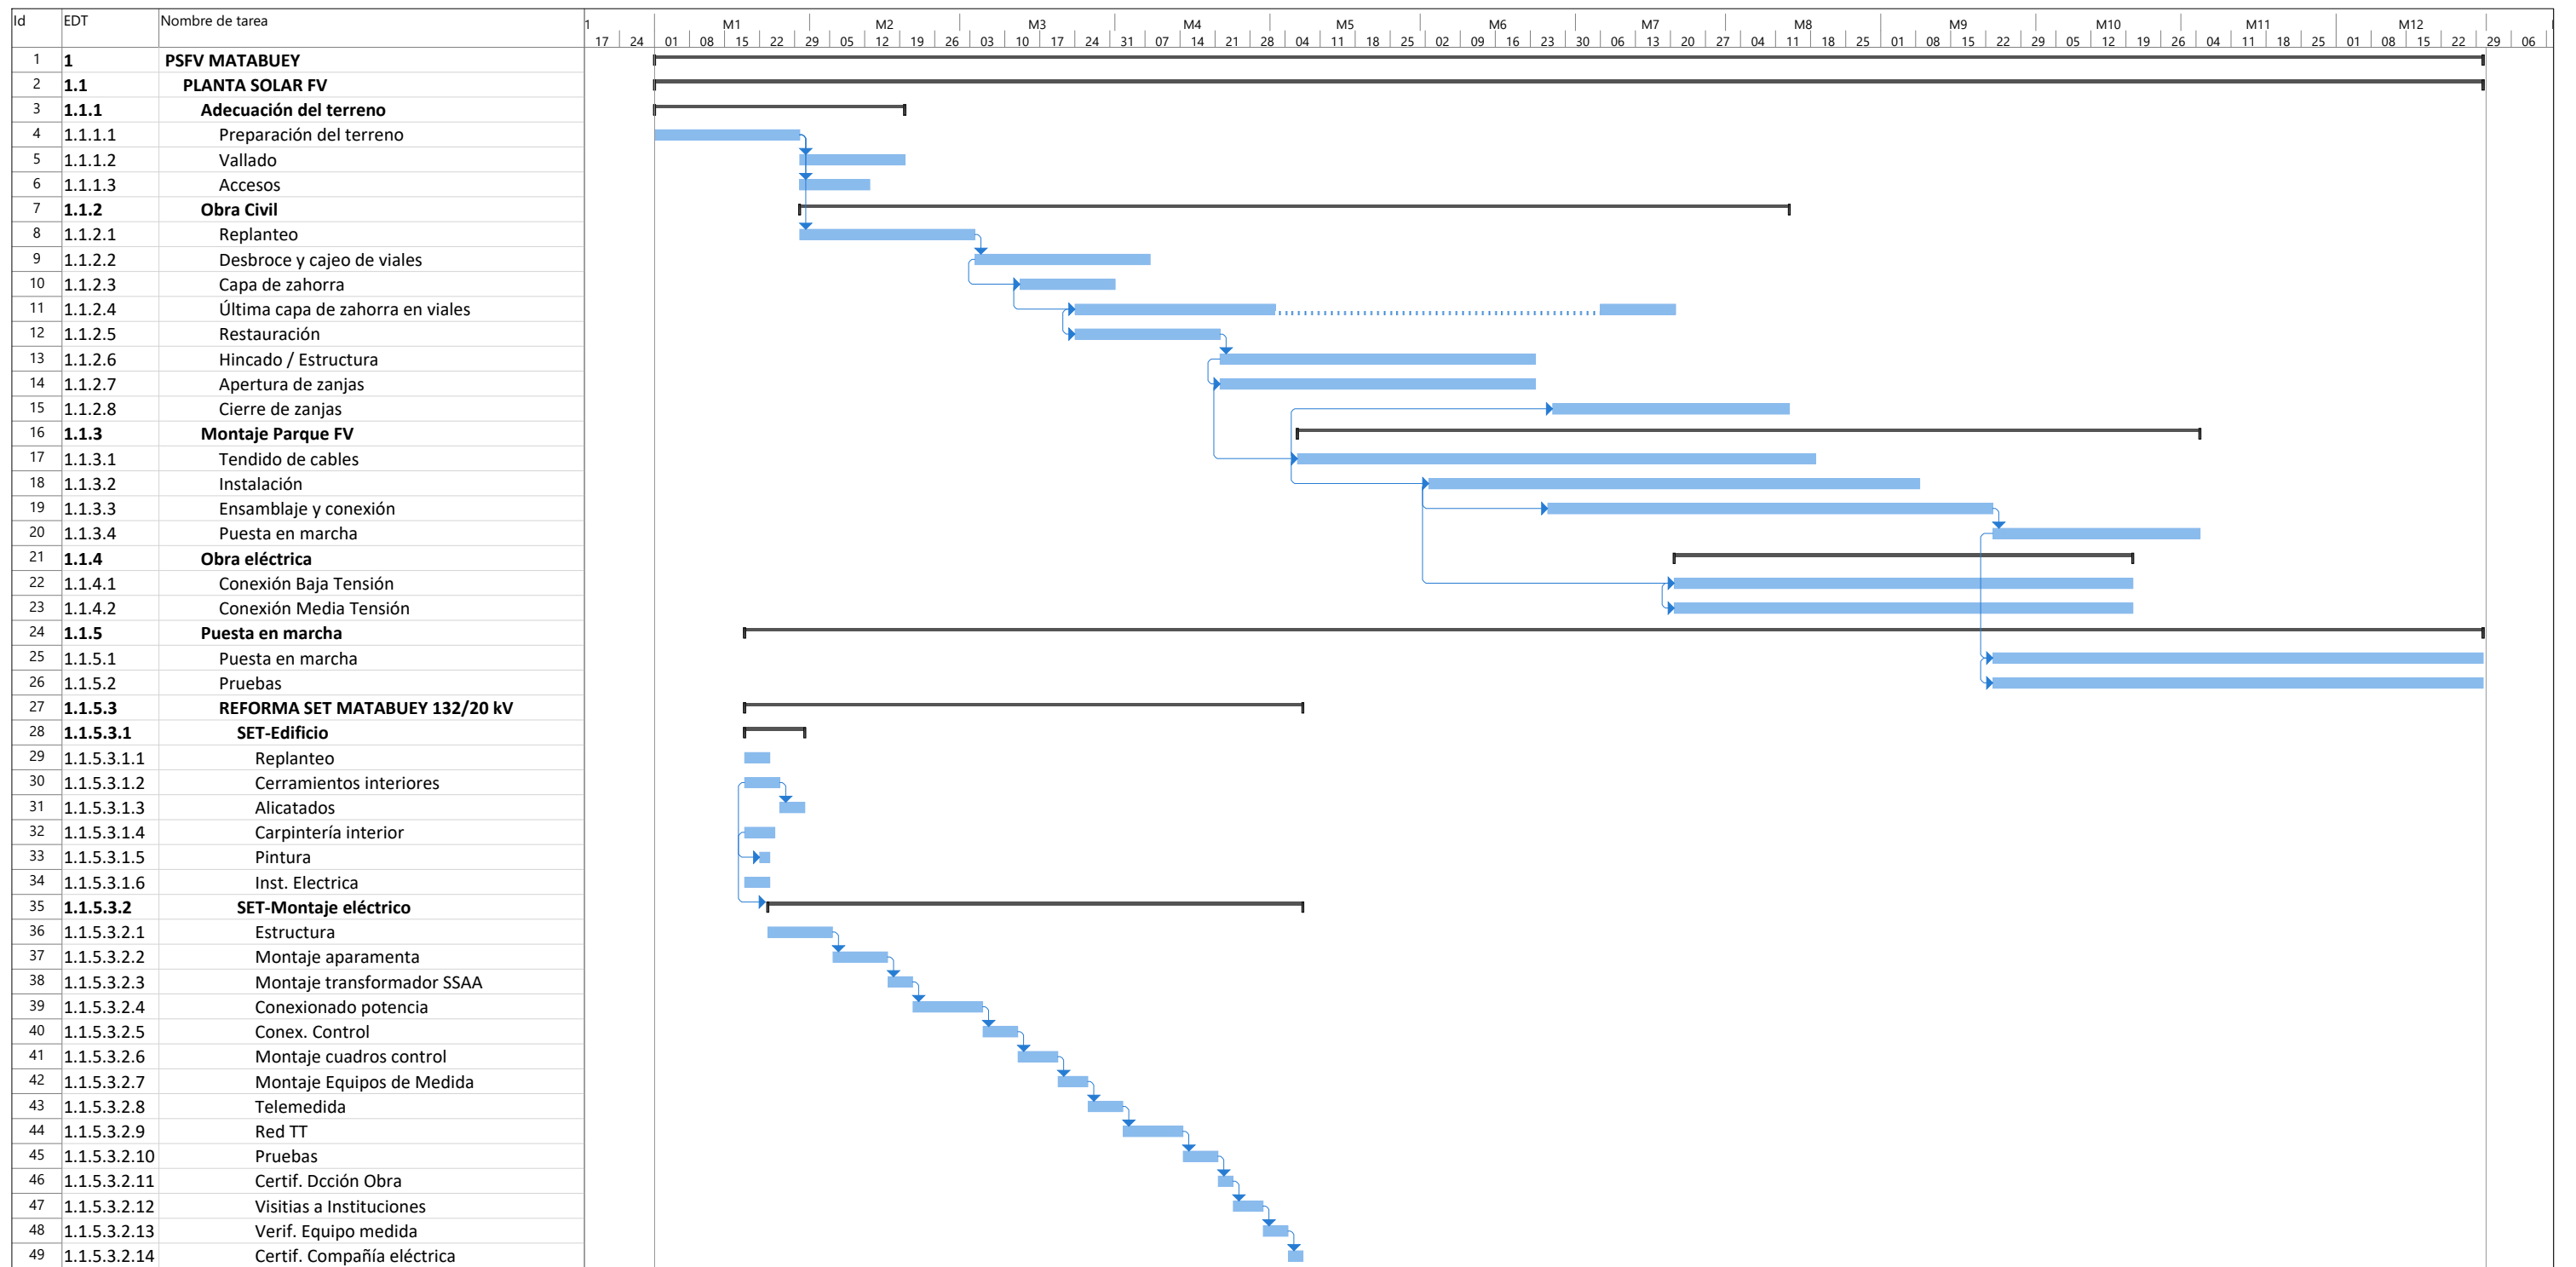 Id EDT Nombre de tarea 1 M1 M2 M3 M4 M5 M6 M7 M8 M9 M10 M11 M12
17 24 01 08 15 22 29 05 12 19 26 03 10 17 24 31 07 14 21 28 04 11 18 25 02 09 16 23 30 06 13 20 27 04 11 18 25 01 08 15 22 29 05 12 19 26 04 11 18 25 01 08 15 22 29 06
1 1 PSFV MATABUEY
2 1.1 PLANTA SOLAR FV
3 1.1.1 Adecuación del terreno
4 1.1.1.1 Preparación del terreno
5 1.1.1.2 Vallado
6 1.1.1.3 Accesos
7 1.1.2 Obra Civil
8 1.1.2.1 Replanteo
9 1.1.2.2 Desbroce y cajeo de viales
10 1.1.2.3 Capa de zahorra
11 1.1.2.4 Última capa de zahorra en viales
12 1.1.2.5 Restauración
13 1.1.2.6 Hincado / Estructura
14 1.1.2.7 Apertura de zanjas
15 1.1.2.8 Cierre de zanjas
16 1.1.3 Montaje Parque FV
17 1.1.3.1 Tendido de cables
18 1.1.3.2 Instalación
19 1.1.3.3 Ensamblaje y conexión
20 1.1.3.4 Puesta en marcha
21 1.1.4 Obra eléctrica
22 1.1.4.1 Conexión Baja Tensión
23 1.1.4.2 Conexión Media Tensión
24 1.1.5 Puesta en marcha
25 1.1.5.1 Puesta en marcha
26 1.1.5.2 Pruebas
27 1.1.5.3 REFORMA SET MATABUEY 132/20 kV
28 1.1.5.3.1 SET-Edificio
29 1.1.5.3.1.1 Replanteo
30 1.1.5.3.1.2 Cerramientos interiores
31 1.1.5.3.1.3 Alicatados
32 1.1.5.3.1.4 Carpintería interior
33 1.1.5.3.1.5 Pintura
34 1.1.5.3.1.6 Inst. Electrica
35 1.1.5.3.2 SET-Montaje eléctrico
36 1.1.5.3.2.1 Estructura
37 1.1.5.3.2.2 Montaje aparamenta
38 1.1.5.3.2.3 Montaje transformador SSAA
39 1.1.5.3.2.4 Conexionado potencia
40 1.1.5.3.2.5 Conex. Control
41 1.1.5.3.2.6 Montaje cuadros control
42 1.1.5.3.2.7 Montaje Equipos de Medida
43 1.1.5.3.2.8 Telemedida
44 1.1.5.3.2.9 Red TT
45 1.1.5.3.2.10 Pruebas
46 1.1.5.3.2.11 Certif. Dcción Obra
47 1.1.5.3.2.12 Visitias a Instituciones
48 1.1.5.3.2.13 Verif. Equipo medida
49 1.1.5.3.2.14 Certif. Compañía eléctrica